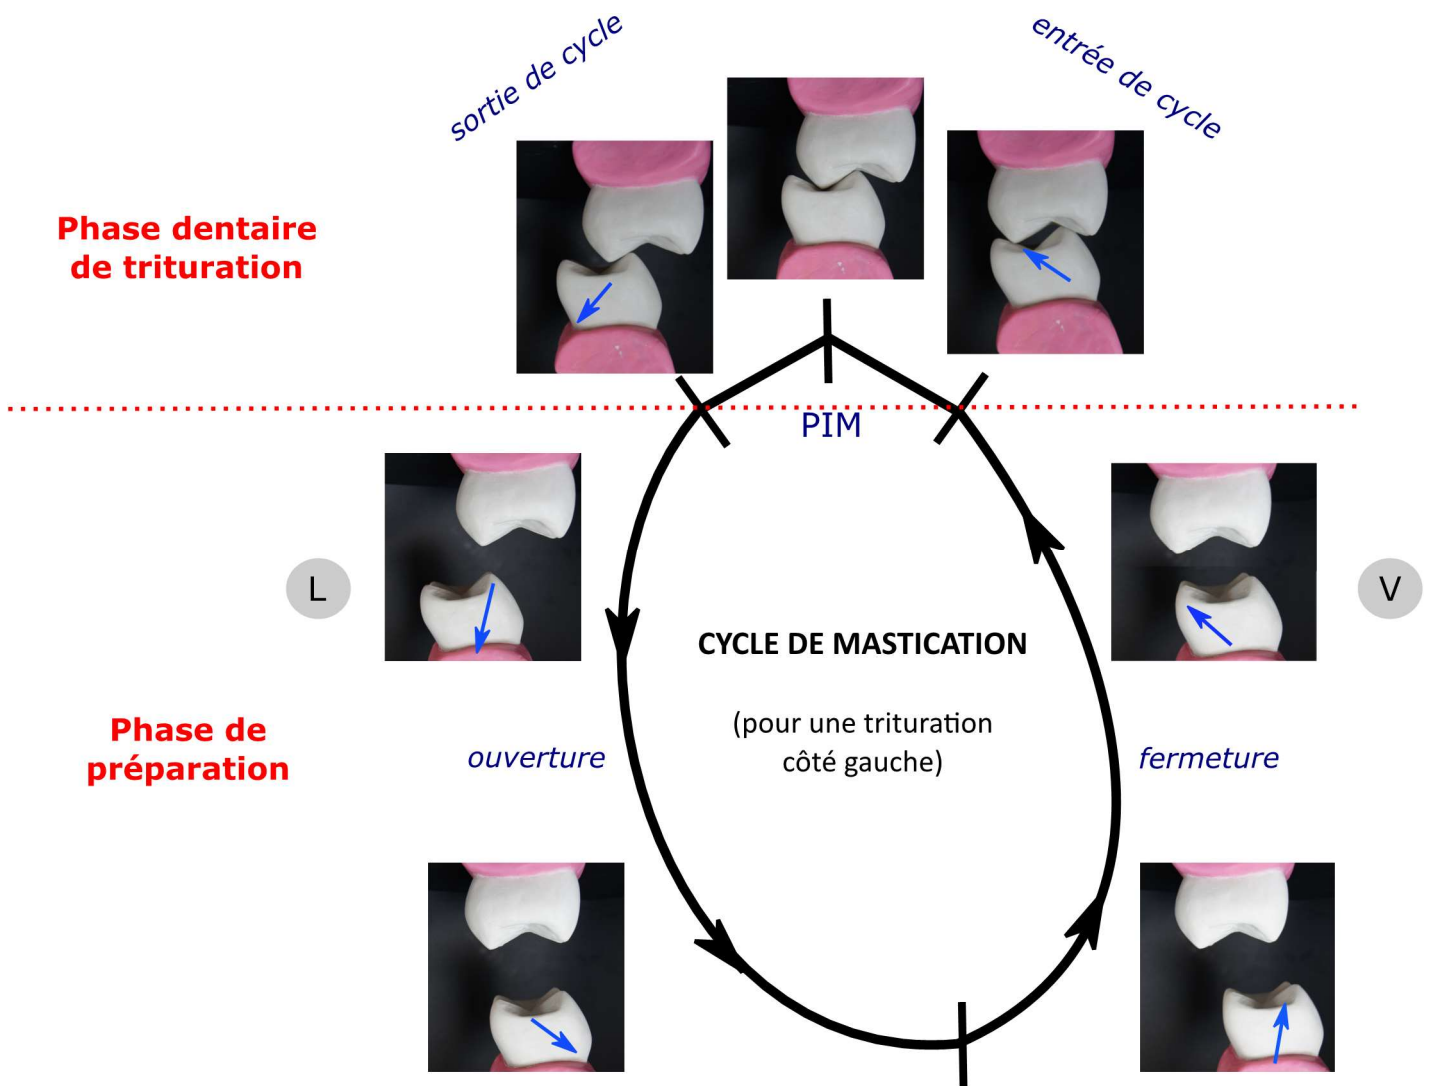 sortie de cycle
entrée de cycle
Phase dentaire
de trituration
PIM
L
V
CYCLE DE MASTICATION
(pour une trituration
côté gauche)
Phase de
préparation
ouverture
fermeture